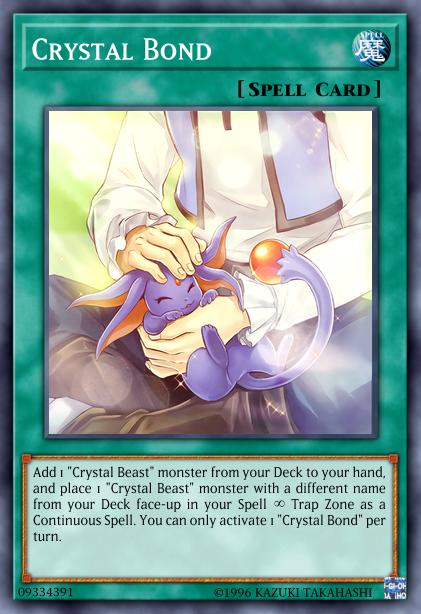 Crystal Bond
SPELL
魔
[Spell Card]
Add 1 "Crystal Beast" monster from your Deck to your hand,
and place 1 "Crystal Beast" monster with a different name
from your Deck face-up in your Spell ∞ Trap Zone as a
Continuous Spell. You can only activate 1 "Crystal Bond" per
turn.
09334391 ©1996 KAZUKI TAKAHASHI